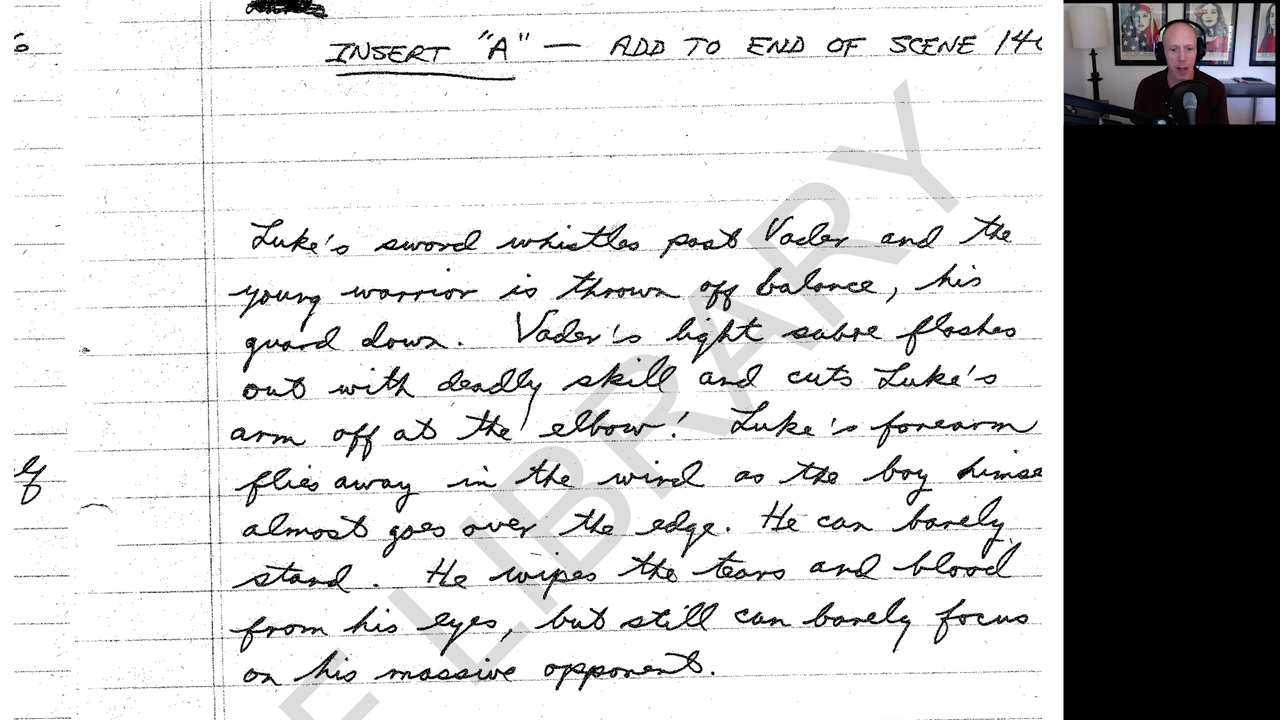 INSERT "A" — ADD TO END OF SCENE 146
Luke's sword whistles past Vader and the
young warrior is thrown off balance, his
guard down. Vader's light sabre flashes
out with deadly skill and cuts Luke's
arm off at the elbow! Luke's forearm
flies away in the wind as the boy himse
almost goes over the edge. He can barely
stand. He wipes the tears and blood
from his eyes, but still can barely focus
on his massive opponent.
LIBRARY